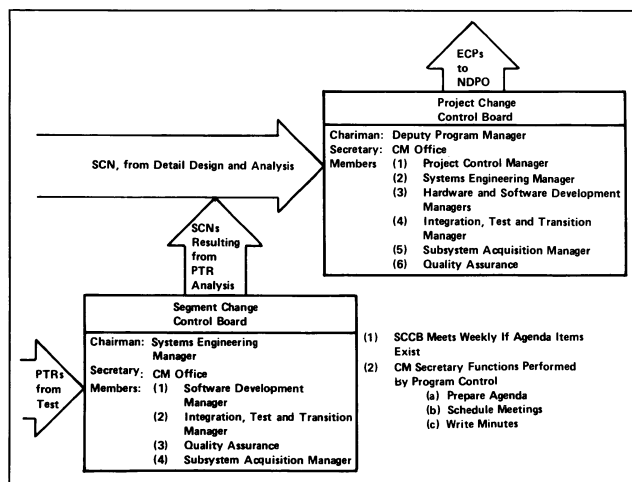 ECPs
to
NDPO
Project Change
Control Board
Chariman: Deputy Program Manager
Secretary: CM Office
Members (1) Project Control Manager
(2) Systems Engineering Manager
(3) Hardware and Software Development
Managers
(4) Integration, Test and Transition
Manager
(5) Subsystem Acquisition Manager
(6) Quality Assurance
SCN, from Detail Design and Analysis
SCNs
Resulting
from
PTR
Analysis
Segment Change
Control Board
Chairman: Systems Engineering
Manager
Secretary: CM Office
Members: (1) Software Development
Manager
(2) Integration, Test and Transition
Manager
(3) Quality Assurance
(4) Subsystem Acquisition Manager
PTRs
from
Test
(1) SCCB Meets Weekly If Agenda Items
Exist
(2) CM Secretary Functions Performed
By Program Control
(a) Prepare Agenda
(b) Schedule Meetings
(c) Write Minutes